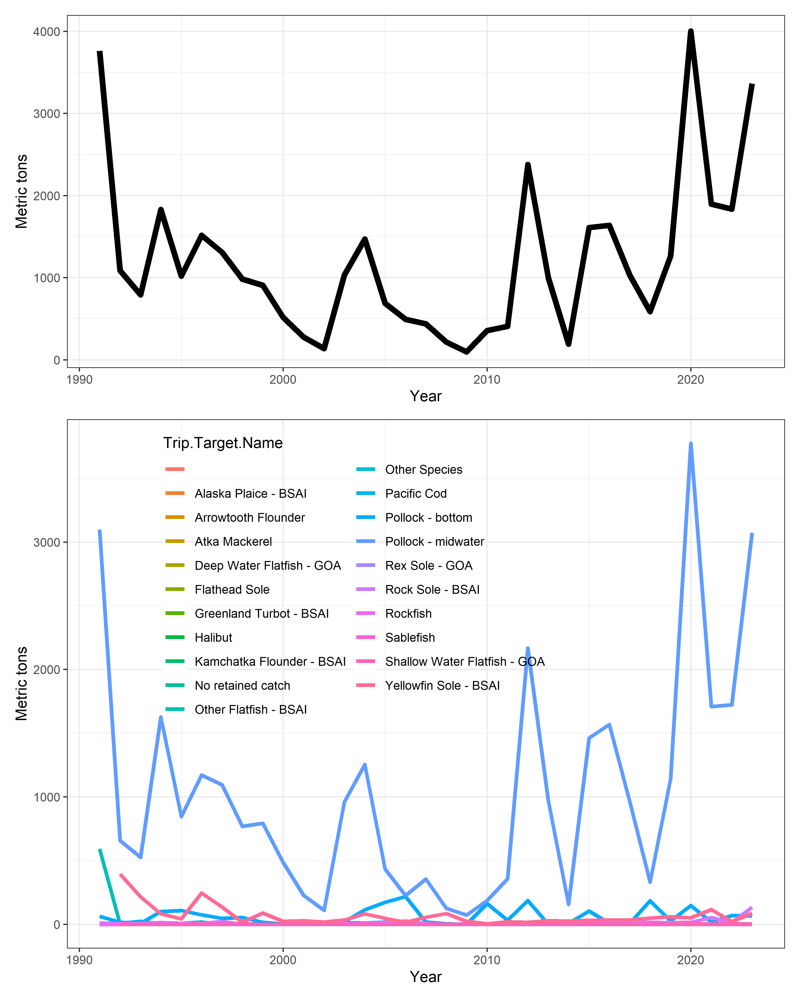 4000
3000
2000
1000
0
Metric tons
1990 2000 2010 2020
Year
Trip.Target.Name
Other Species
Alaska Plaice - BSAI
Pacific Cod
Arrowtooth Flounder
Pollock - bottom
Atka Mackerel
Pollock - midwater
Deep Water Flatfish - GOA
Rex Sole - GOA
Flathead Sole
Rock Sole - BSAI
Greenland Turbot - BSAI
Rockfish
Halibut
Sablefish
Kamchatka Flounder - BSAI
Shallow Water Flatfish - GOA
No retained catch
Yellowfin Sole - BSAI
Other Flatfish - BSAI
3000
2000
1000
0
Metric tons
1990 2000 2010 2020
Year